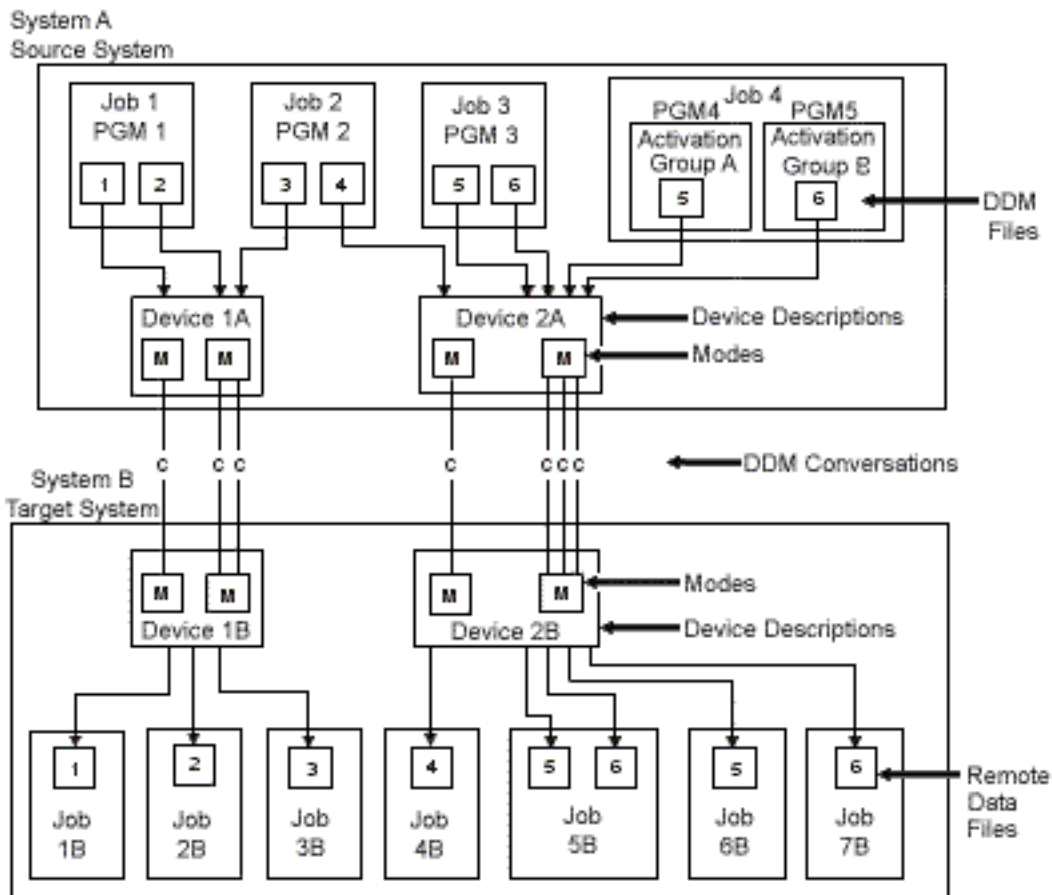 System A
Source System
Job 1
PGM 1
1
2
Job 2
PGM 2
3
4
Job 3
PGM 3
5
6
Job 4
PGM4
Activation
Group A
5
PGM5
Activation
Group B
6
DDM
Files
Device 1A
M
M
Device 2A
M
M
Device Descriptions
Modes
C
C C
C
C C C
DDM Conversations
System B
Target System
M
M
Device 1B
M
M
Device 2B
Modes
Device Descriptions
1
Job
1B
2
Job
2B
3
Job
3B
4
Job
4B
5
6
Job
5B
5
Job
6B
6
Job
7B
Remote
Data
Files